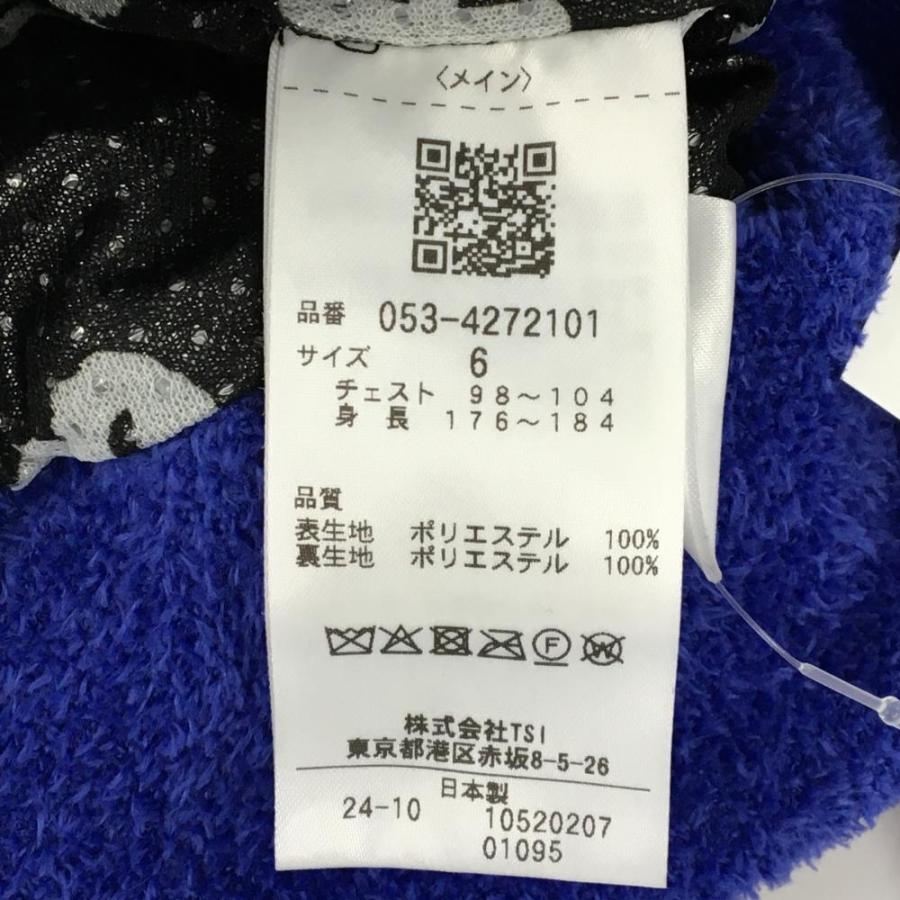 〈メイン〉
品番 053-4272101
サイズ 6
チェスト 98～104
身長 176～184
品質
表生地 ポリエステル 100%
裏生地 ポリエステル 100%
F
W
株式会社TSI
東京都港区赤坂8-5-26
日本製
24-10 10520207
01095